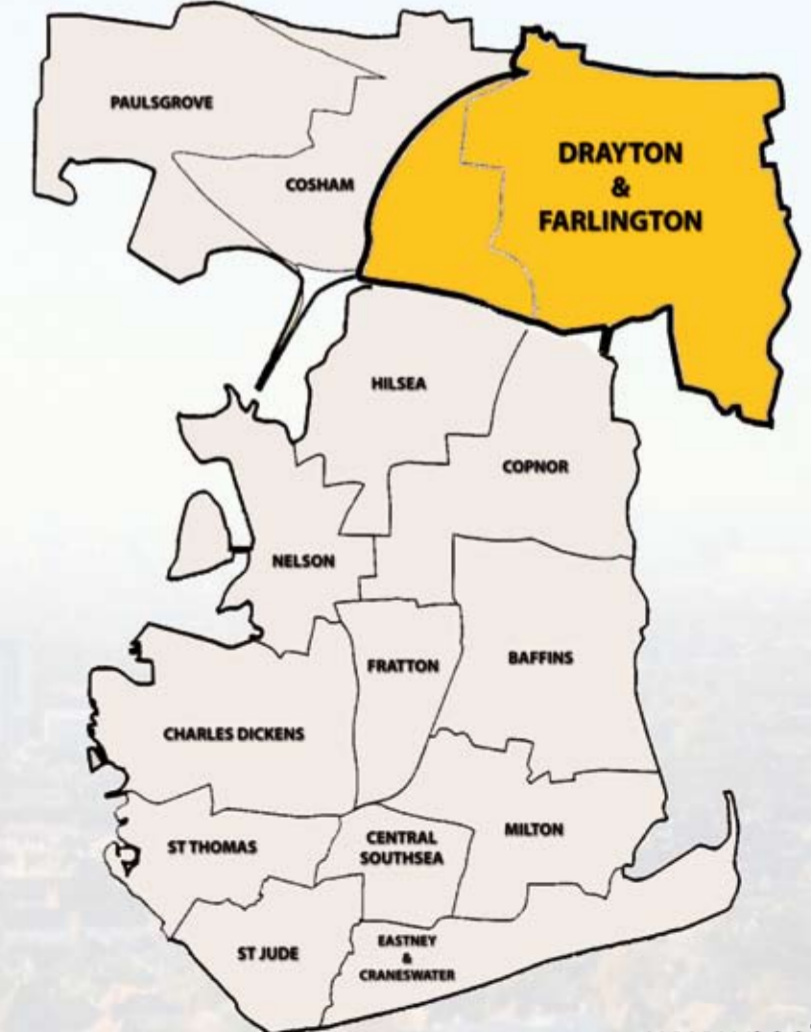 PAULSGROVE
DRAYTON
&
FARLINGTON
COSHAM
HILSEA
COPNOR
NELSON
FRATTON
BAFFINS
CHARLES DICKENS
ST THOMAS
CENTRAL
SOUTHSEA
MILTON
ST JUDE
EASTNEY
&
CRANESWATER